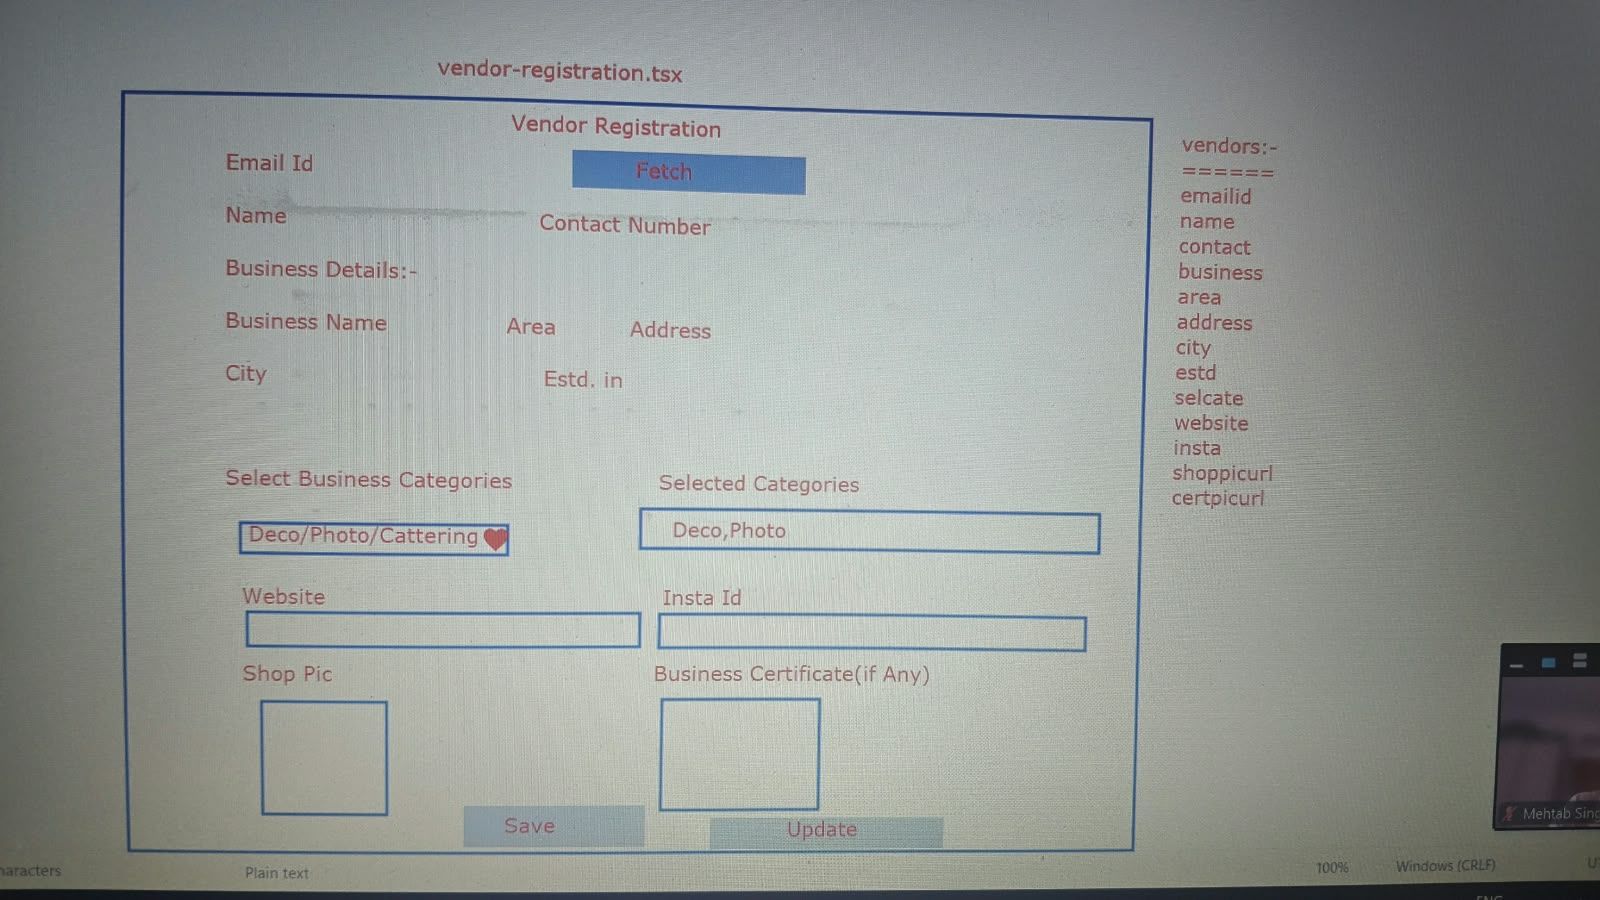 vendor-registration.tsx
Vendor Registration
Email Id
Fetch
Name
Contact Number
Business Details:-
Business Name
Area
Address
City
Estd. in
Select Business Categories
Selected Categories
Deco/Photo/Cattering
Deco,Photo
Website
Insta Id
Shop Pic
Business Certificate(if Any)
Save
Update
vendors:-
======
emailid
name
contact
business
area
address
city
estd
selcate
website
insta
shoppicurl
certpicurl
Mehtab
Plain text
100%
Windows (CRLF)